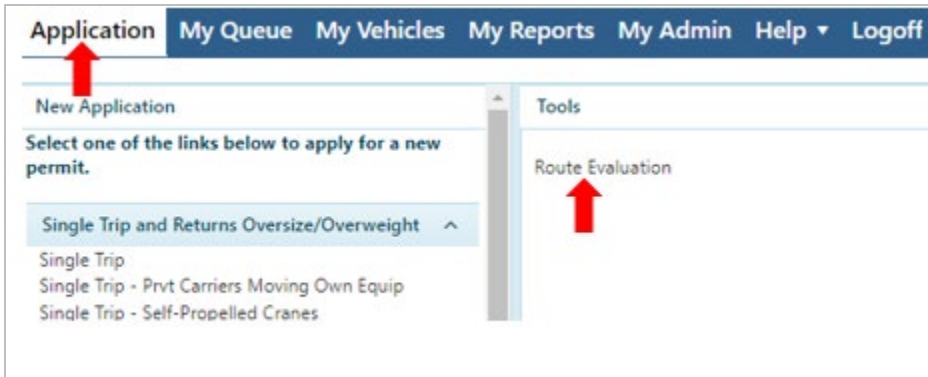 Application My Queue My Vehicles My Reports My Admin Help ▾ Logoff
New Application
Select one of the links below to apply for a new
permit.
Single Trip and Returns Oversize/Overweight
Single Trip
Single Trip - Prvt Carriers Moving Own Equip
Single Trip - Self-Propelled Cranes
Tools
Route Evaluation